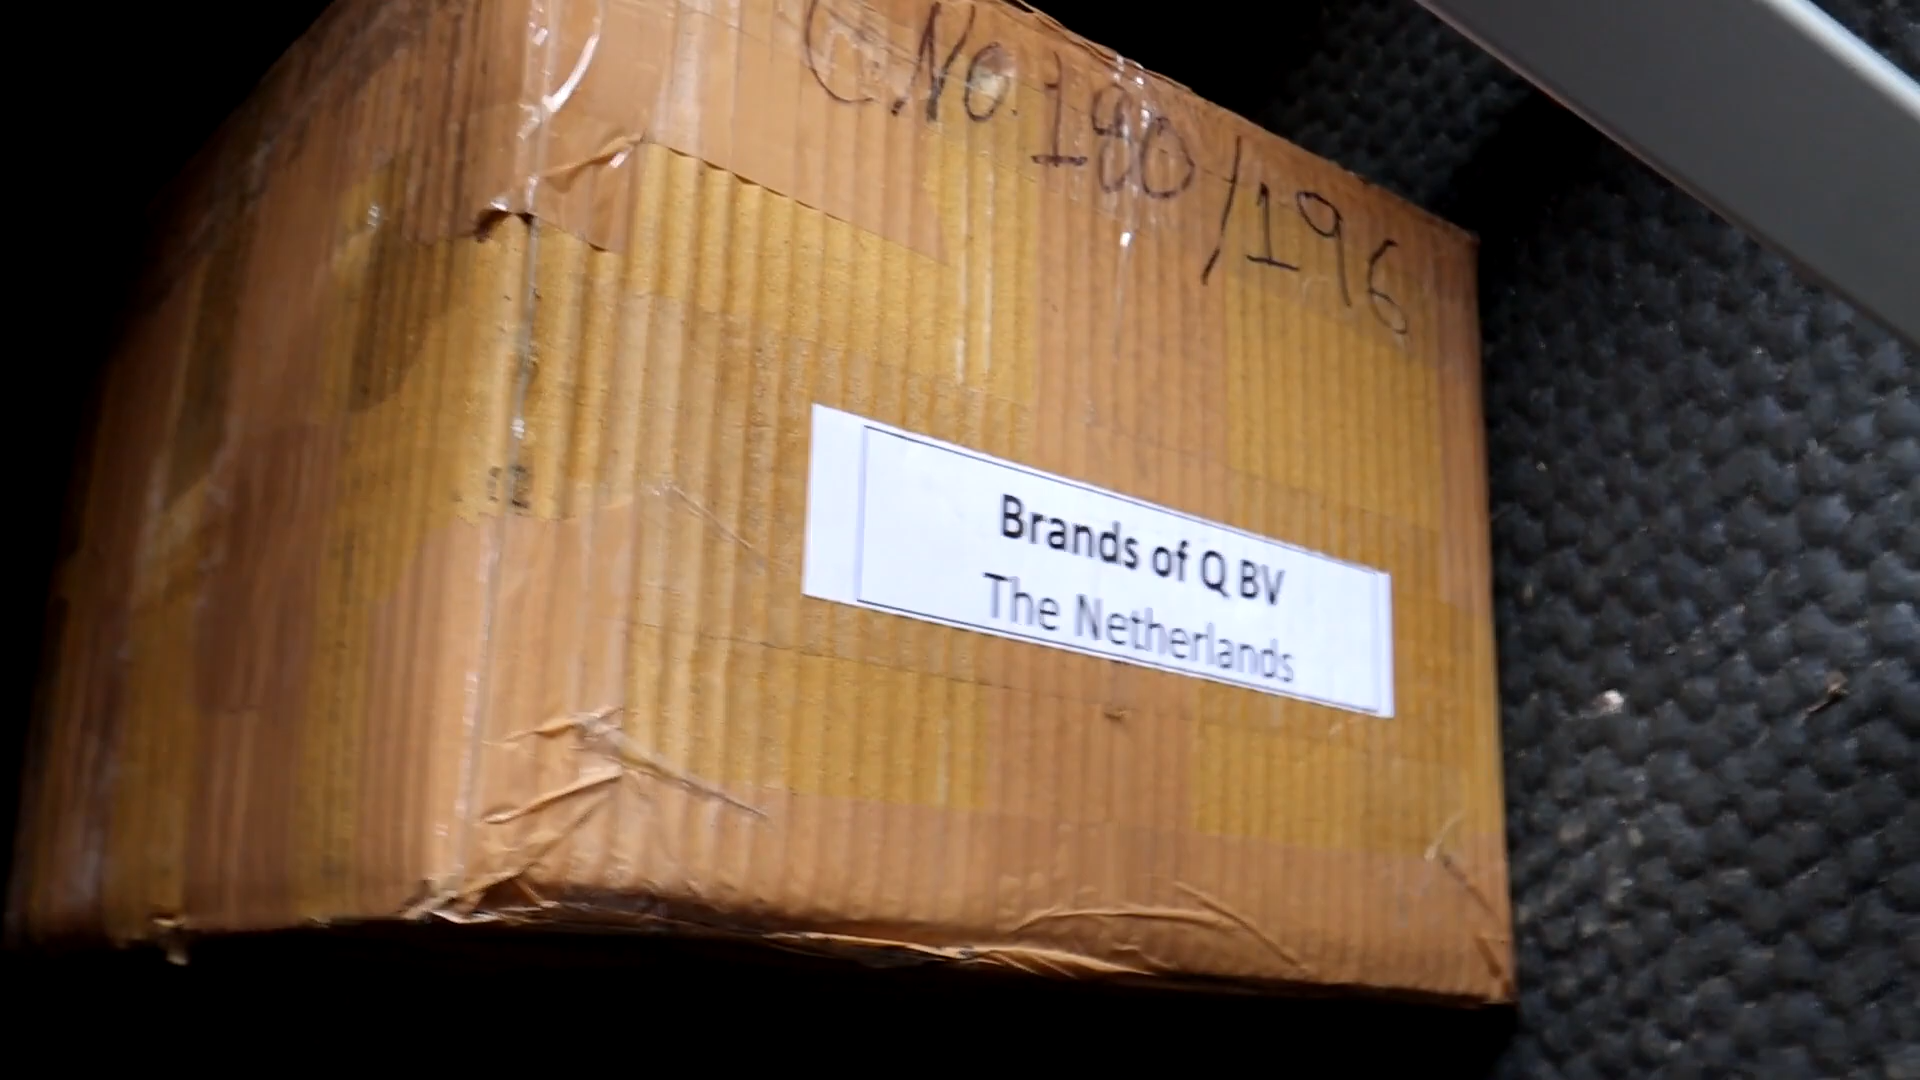 C.NO. 180/196
Brands of Q BV
The Netherlands